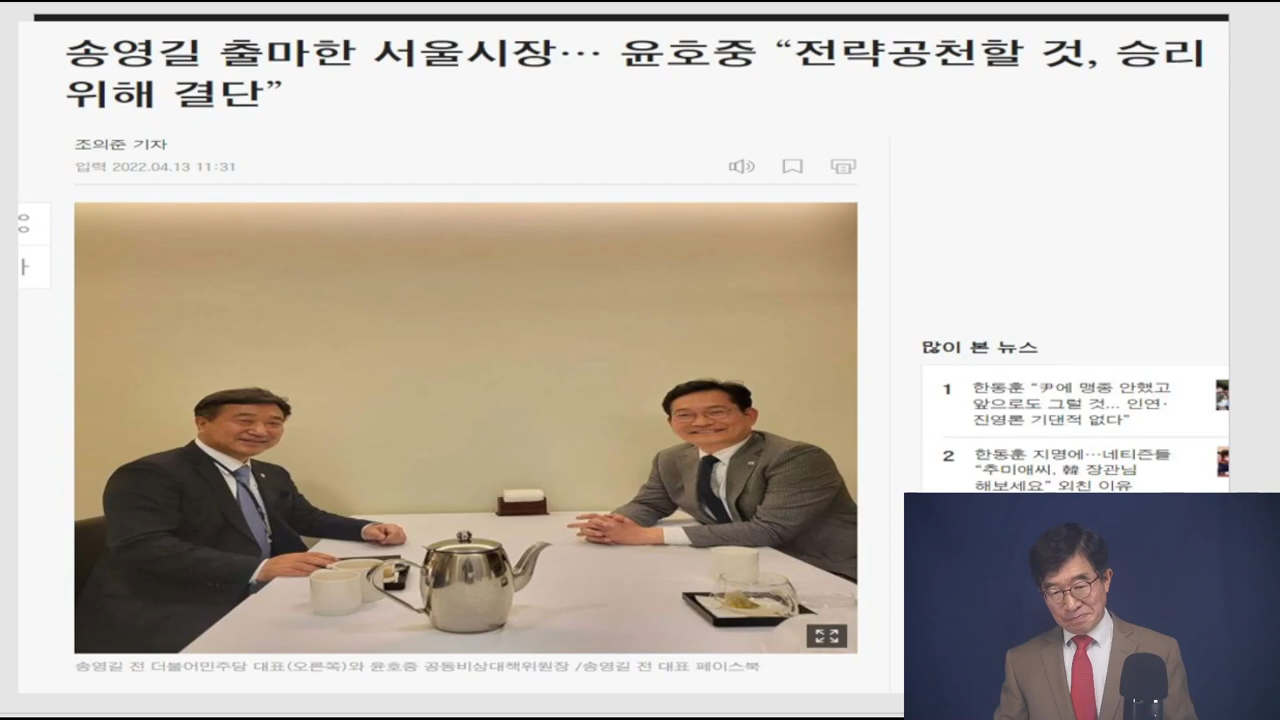 송영길 출마한 서울시장… 윤호중 “전략공천할 것, 승리
위해 결단”
조의준 기자
입력 2022.04.13 11:31
많이 본 뉴스
1 한동훈 “尹에 맹종 안했고
앞으로도 그럴 것... 인연·
진영론 기댄적 없다”
2 한동훈 지명에…네티즌들
“추미애씨, 韓 장관님
해보세요” 외친 이유
송영길 전 더불어민주당 대표(오른쪽)와 윤호중 공동비상대책위원장 /송영길 전 대표 페이스북